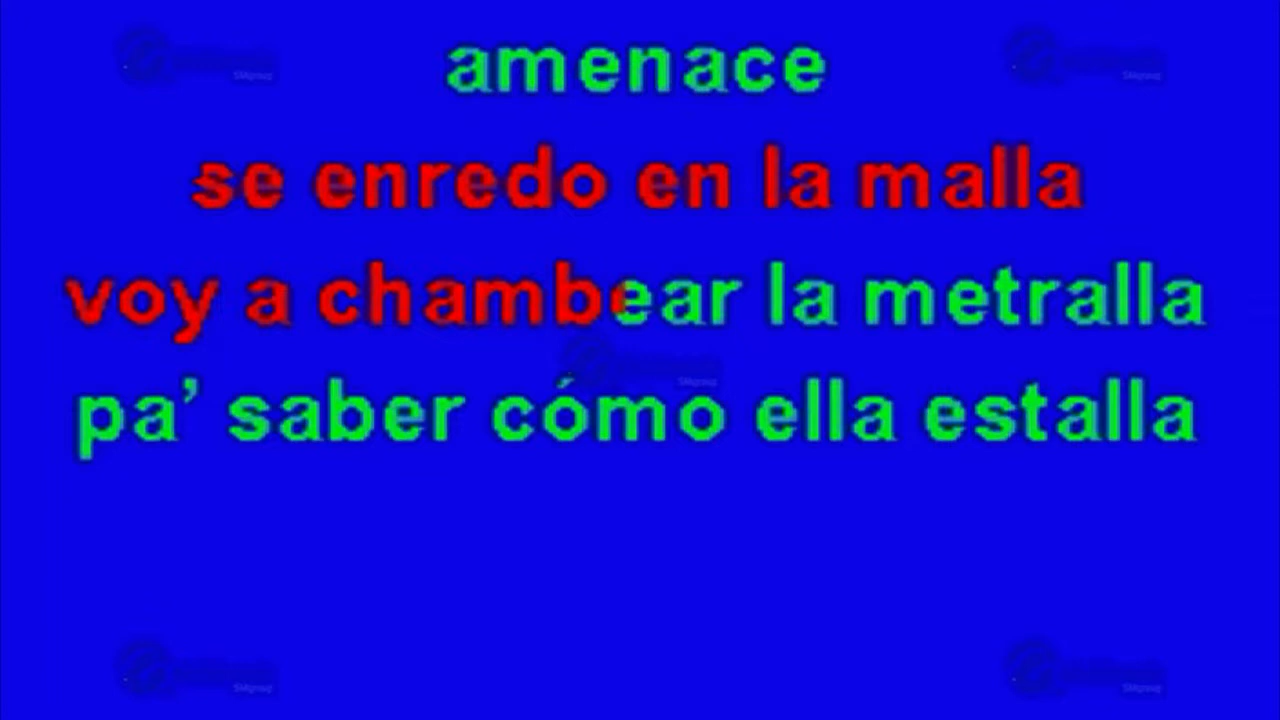 amenace
se enredo en la malla
voy a chambear la metralla
pa’ saber cómo ella estalla